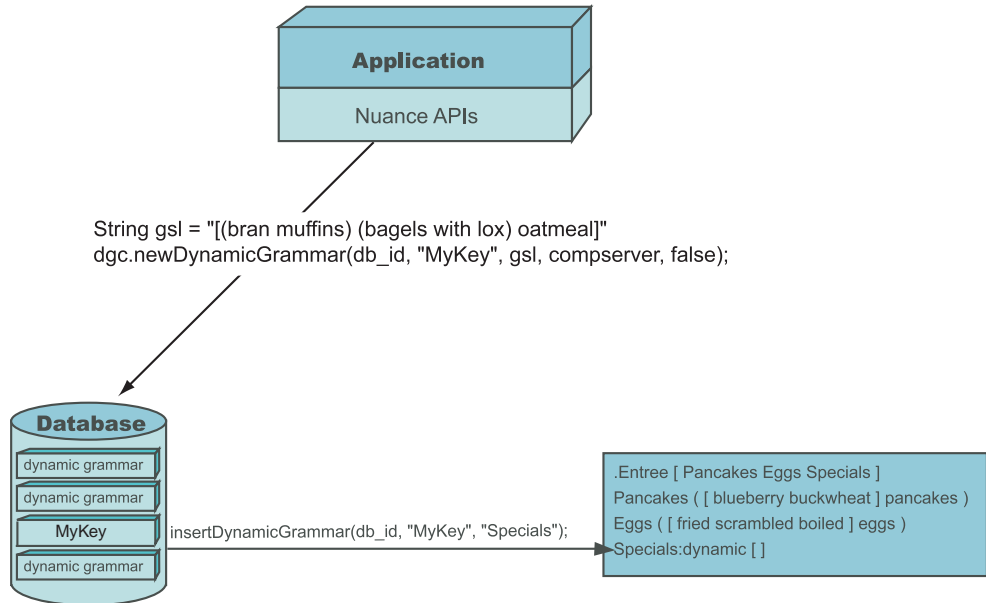 Application
Nuance APIs
String gsl = "[(bran muffins) (bagels with lox) oatmeal]"
dgc.newDynamicGrammar(db_id, "MyKey", gsl, compserver, false);
Database
dynamic grammar
dynamic grammar
MyKey
dynamic grammar
insertDynamicGrammar(db_id, "MyKey", "Specials");
.Entree [ Pancakes Eggs Specials ]
Pancakes ( [ blueberry buckwheat ] pancakes )
Eggs ( [ fried scrambled boiled ] eggs )
Specials:dynamic [ ]